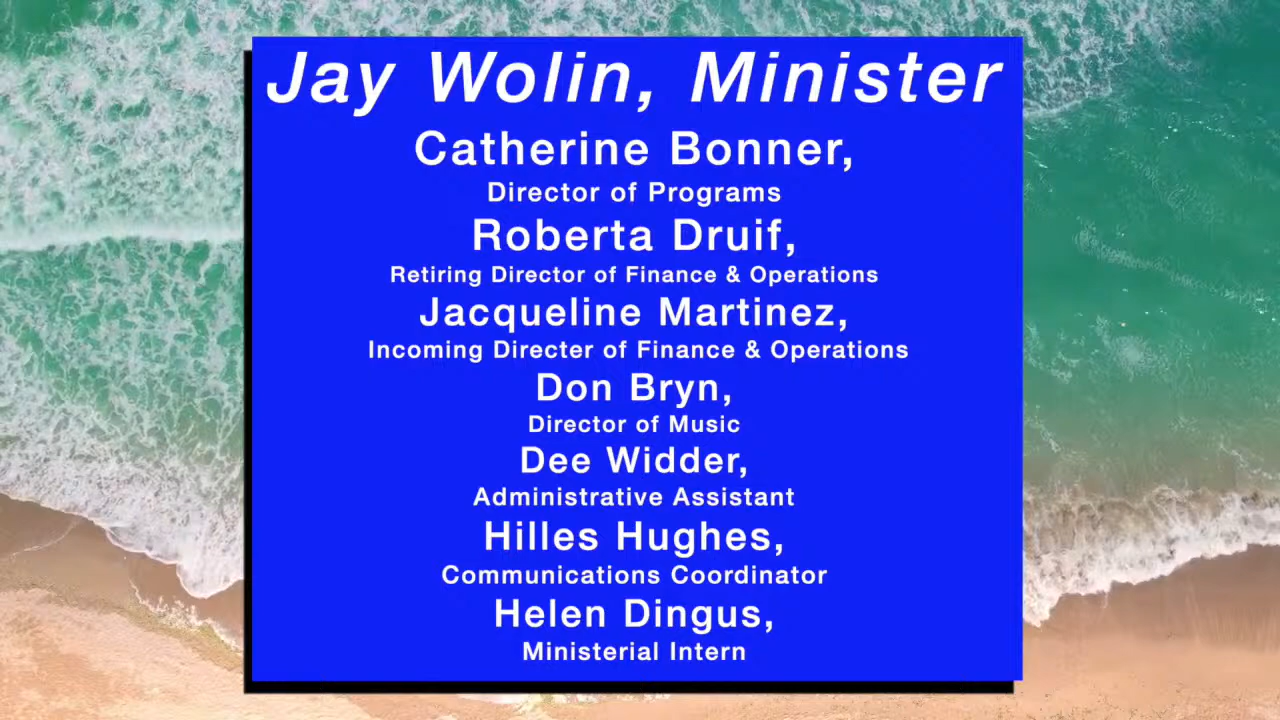 Jay Wolin, Minister
Catherine Bonner,
Director of Programs
Roberta Druif,
Retiring Director of Finance & Operations
Jacqueline Martinez,
Incoming Directer of Finance & Operations
Don Bryn,
Director of Music
Dee Widder,
Administrative Assistant
Hilles Hughes,
Communications Coordinator
Helen Dingus,
Ministerial Intern